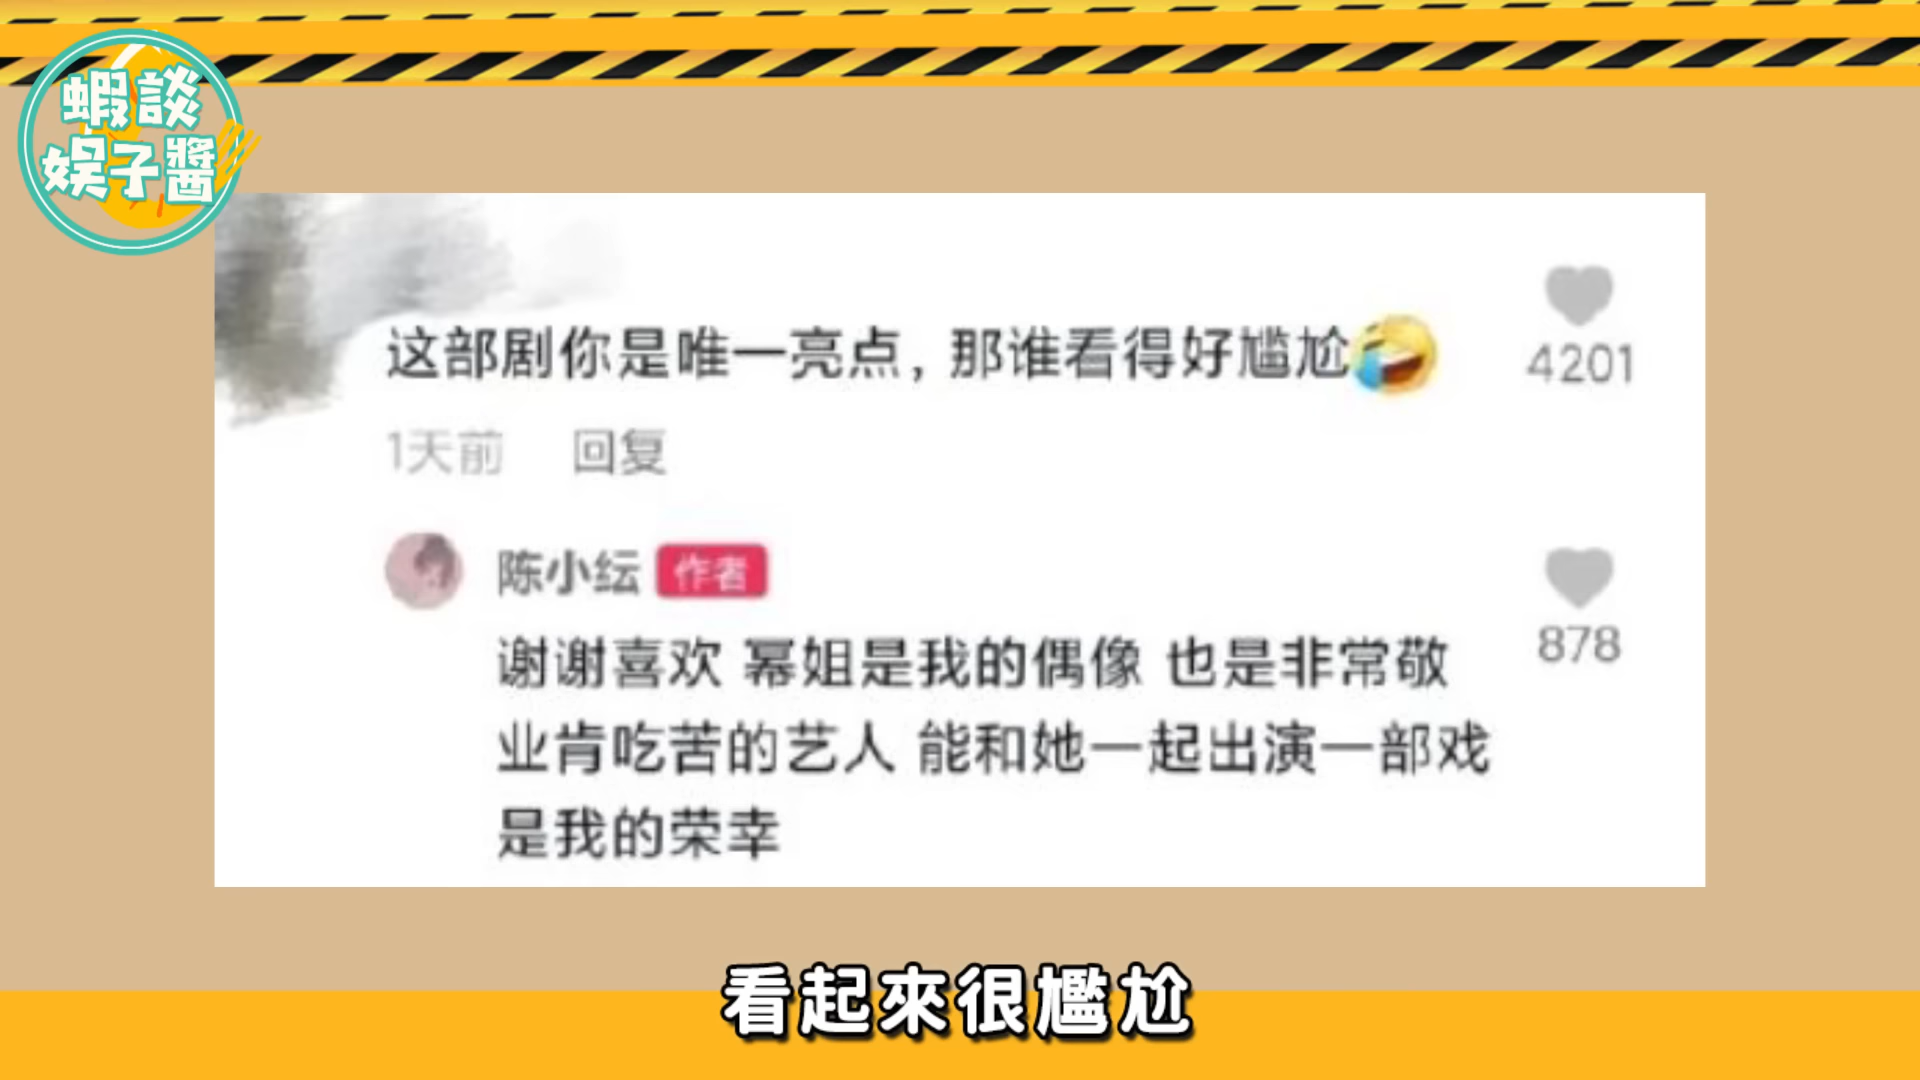 蝦談
娱子醬
这部剧你是唯一亮点，那谁看得好尴尬🤣
4201
1天前 回复
陈小纭 作者
谢谢喜欢 幂姐是我的偶像 也是非常敬
878
业肯吃苦的艺人 能和她一起出演一部戏
是我的荣幸
看起來很尷尬